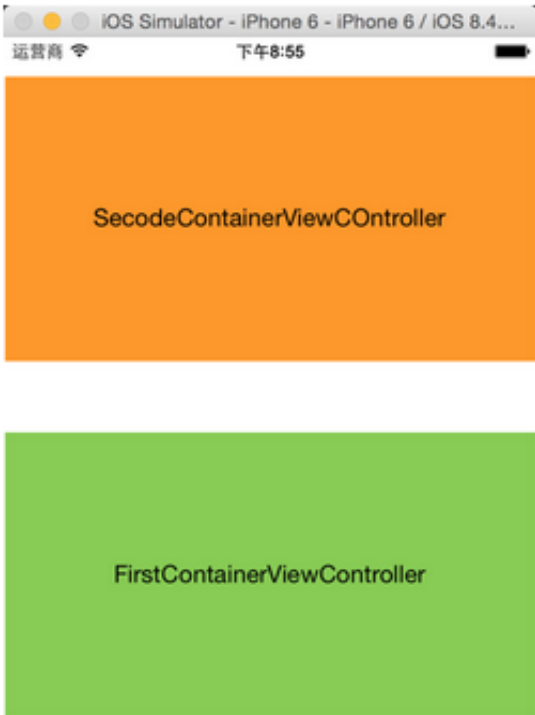 iOS Simulator - iPhone 6 - iPhone 6 / iOS 8.4...
运营商 下午8:55
SecodeContainerViewCOntroller
FirstContainerViewController